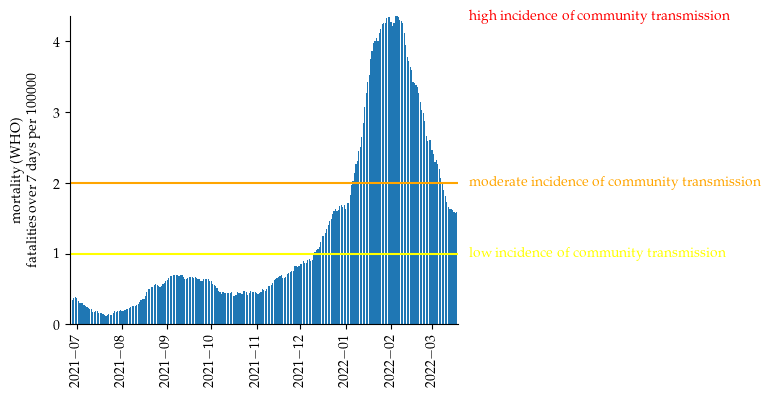 high incidence of community transmission
4
3
moderate incidence of community transmission
2
low incidence of community transmission
1
0
mortality (WHO)
fatalities over 7 days per 100000
2021−07
2021−08
2021−09
2021−10
2021−11
2021−12
2022−01
2022−02
2022−03